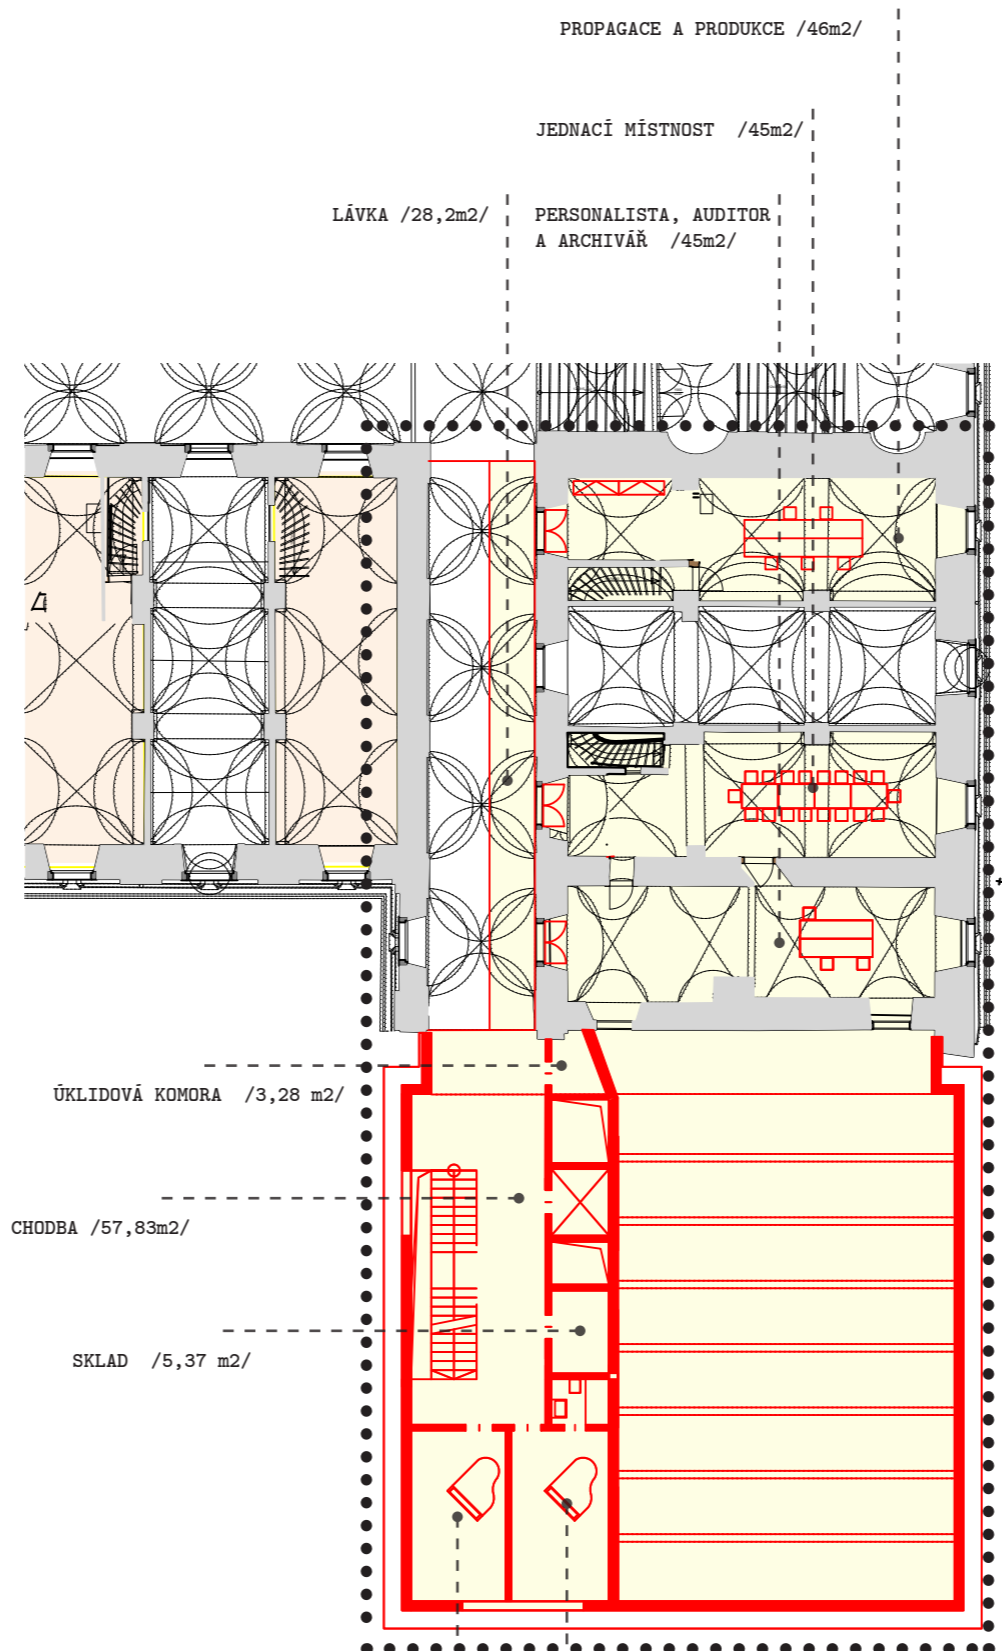 PROPAGACE A PRODUKCE /46m2/
JEDNACÍ MÍSTNOST /45m2/
LÁVKA /28,2m2/
PERSONALISTA, AUDITOR
A ARCHIVÁŘ /45m2/
ÚKLIDOVÁ KOMORA /3,28 m2/
CHODBA /57,83m2/
SKLAD /5,37 m2/